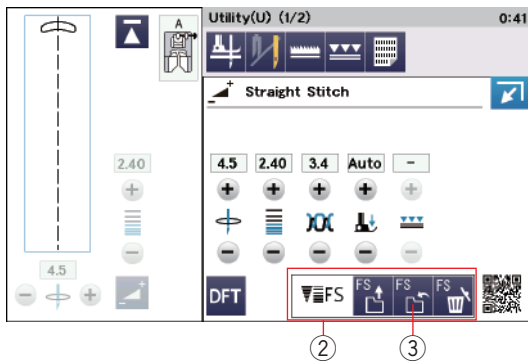 A
Utility(U) (1/2) 0:41
Straight Stitch
2.40
4.5 2.40 3.4 Auto -
4.5
DFT
FS FS FS FS
2 3